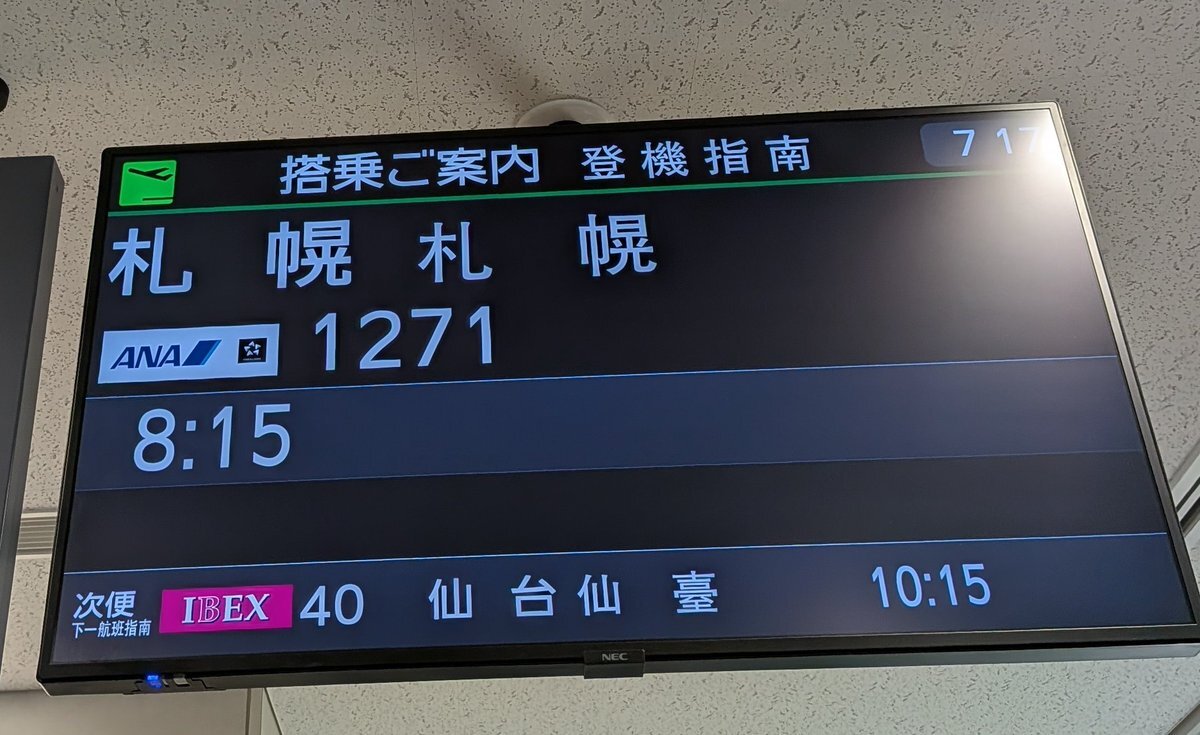 搭乗ご案内 登機指南 7 17
札幌 札幌
ANA 1271
8:15
次便 IBEX 40 仙台 仙臺 10:15
下一航班指南
NEC